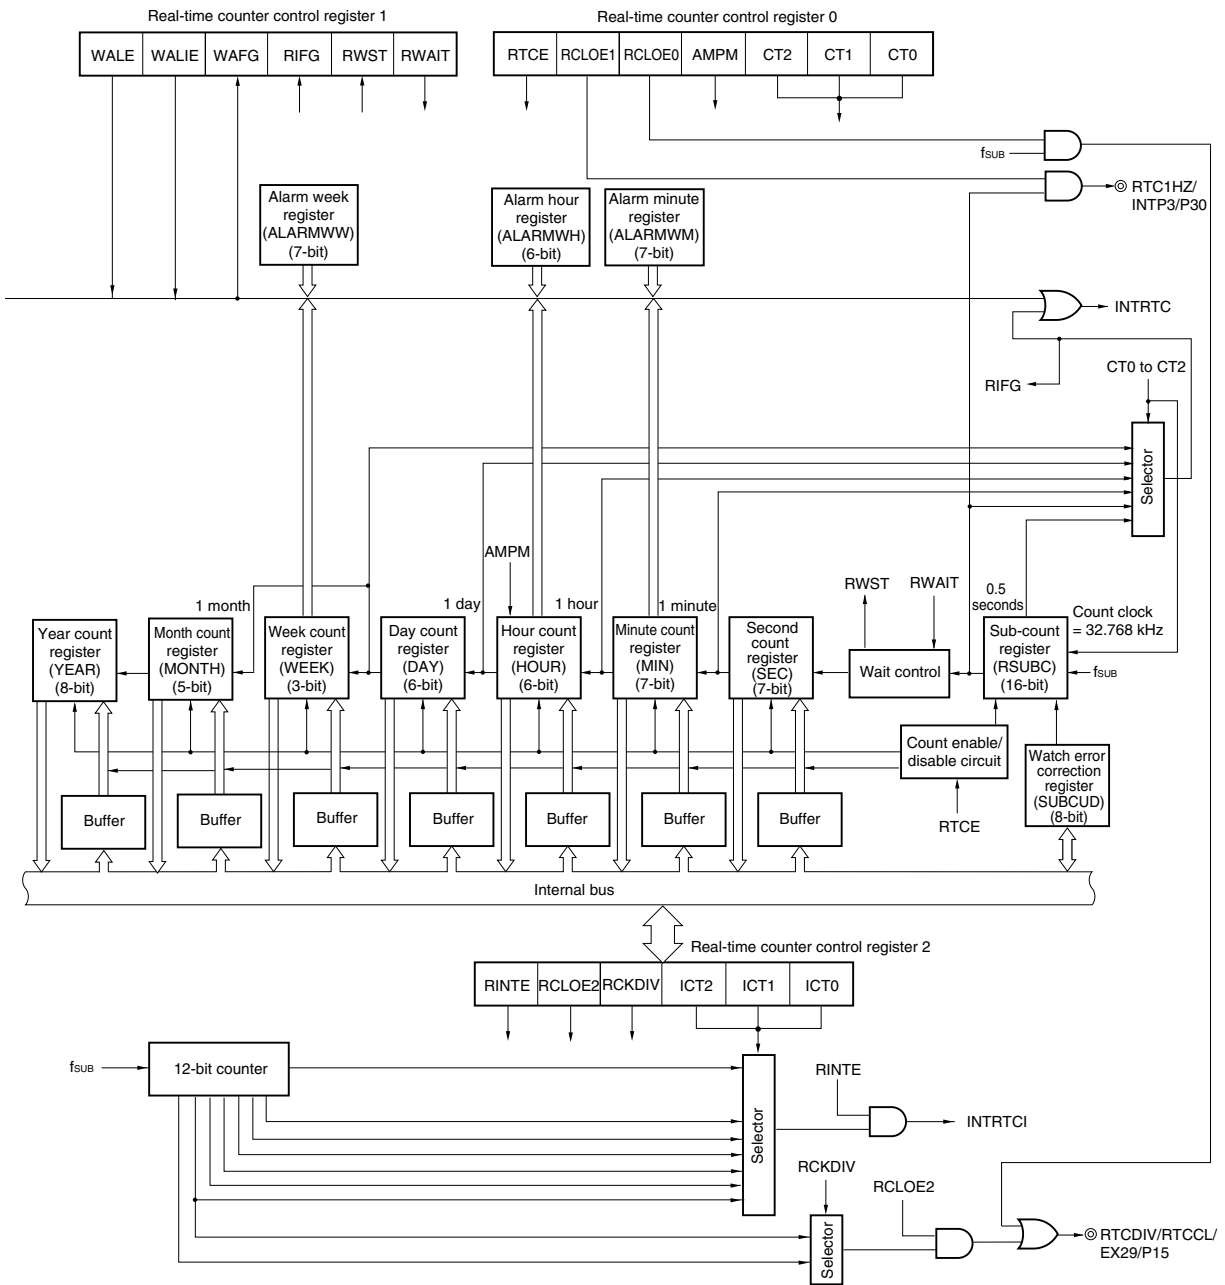 Real-time counter control register 1
Real-time counter control register 0
WALE WALIE WAFG RIFG RWST RWAIT
RTCE RCLOE1 RCLOE0 AMPM CT2 CT1 CT0
fSUB
RTC1HZ/
INTP3/P30
Alarm week
register
(ALARMWW)
(7-bit)
Alarm hour
register
(ALARMWH)
(6-bit)
Alarm minute
register
(ALARMWM)
(7-bit)
INTRTC
CT0 to CT2
RIFG
Selector
AMPM
RWST
RWAIT
0.5
seconds
Count clock
= 32.768 kHz
1 month
1 day
1 hour
1 minute
Year count
register
(YEAR)
(8-bit)
Month count
register
(MONTH)
(5-bit)
Week count
register
(WEEK)
(3-bit)
Day count
register
(DAY)
(6-bit)
Hour count
register
(HOUR)
(6-bit)
Minute count
register
(MIN)
(7-bit)
Second
count
register
(SEC)
(7-bit)
Wait control
Sub-count
register
(RSUBC)
(16-bit)
fSUB
Count enable/
disable circuit
Watch error
correction
register
(SUBCUD)
(8-bit)
RTCE
Buffer Buffer Buffer Buffer Buffer Buffer Buffer
Internal bus
Real-time counter control register 2
RINTE RCLOE2 RCKDIV ICT2 ICT1 ICT0
fSUB
12-bit counter
Selector
RINTE
INTRTCI
RCKDIV
RCLOE2
Selector
RTCDIV/RTCCL/
EX29/P15